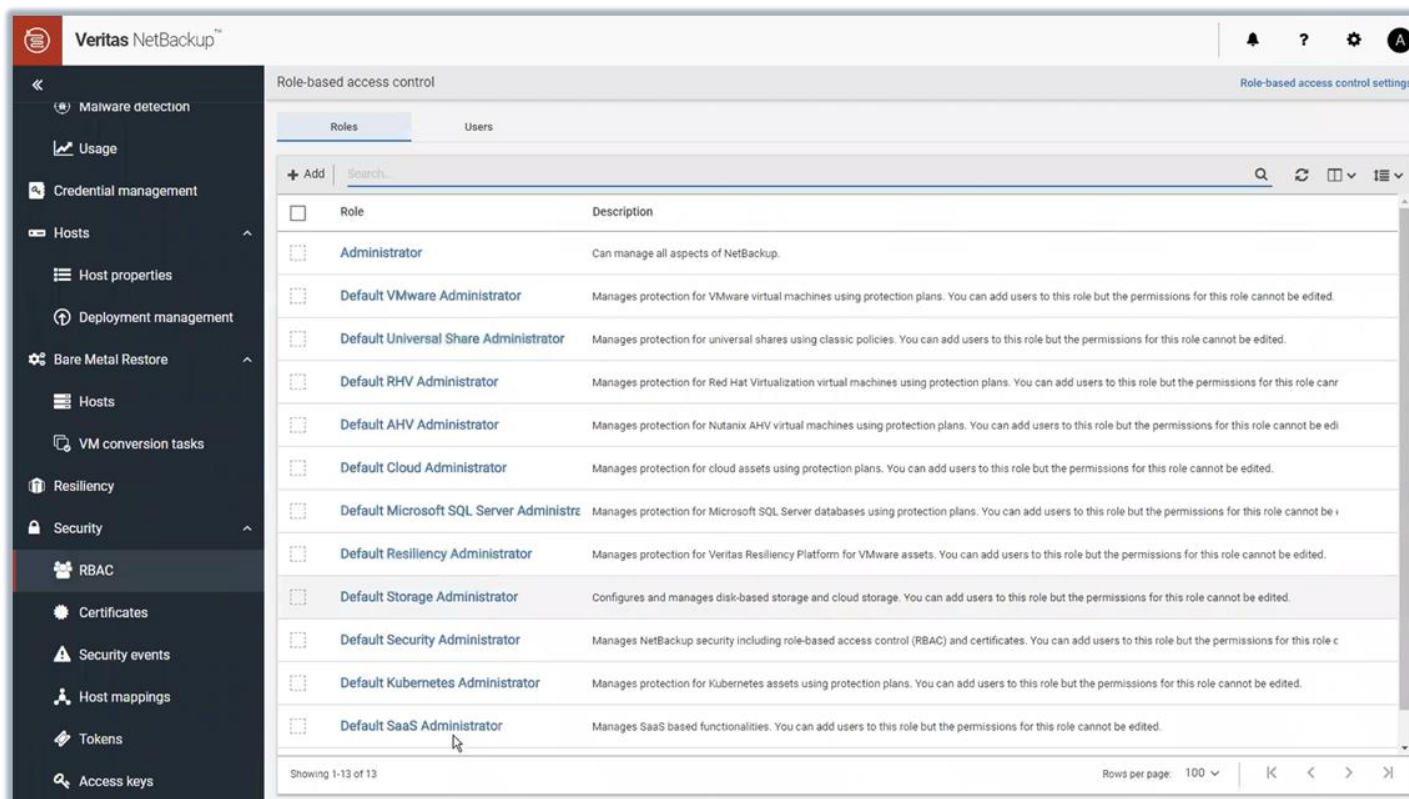 Veritas NetBackup™
A
Malware detection
Usage
Credential management
Hosts
Host properties
Deployment management
Bare Metal Restore
Hosts
VM conversion tasks
Resiliency
Security
RBAC
Certificates
Security events
Host mappings
Tokens
Access keys
Role-based access control
Role-based access control settings
Roles Users
+ Add Search...
Role Description
Administrator Can manage all aspects of NetBackup.
Default VMware Administrator Manages protection for VMware virtual machines using protection plans. You can add users to this role but the permissions for this role cannot be edited.
Default Universal Share Administrator Manages protection for universal shares using classic policies. You can add users to this role but the permissions for this role cannot be edited.
Default RHV Administrator Manages protection for Red Hat Virtualization virtual machines using protection plans. You can add users to this role but the permissions for this role canr
Default AHV Administrator Manages protection for Nutanix AHV virtual machines using protection plans. You can add users to this role but the permissions for this role cannot be edi
Default Cloud Administrator Manages protection for cloud assets using protection plans. You can add users to this role but the permissions for this role cannot be edited.
Default Microsoft SQL Server Administra Manages protection for Microsoft SQL Server databases using protection plans. You can add users to this role but the permissions for this role cannot be
Default Resiliency Administrator Manages protection for Veritas Resiliency Platform for VMware assets. You can add users to this role but the permissions for this role cannot be edited.
Default Storage Administrator Configures and manages disk-based storage and cloud storage. You can add users to this role but the permissions for this role cannot be edited.
Default Security Administrator Manages NetBackup security including role-based access control (RBAC) and certificates. You can add users to this role but the permissions for this role c
Default Kubernetes Administrator Manages protection for Kubernetes assets using protection plans. You can add users to this role but the permissions for this role cannot be edited.
Default SaaS Administrator Manages SaaS based functionalities. You can add users to this role but the permissions for this role cannot be edited.
Showing 1-13 of 13 Rows per page: 100